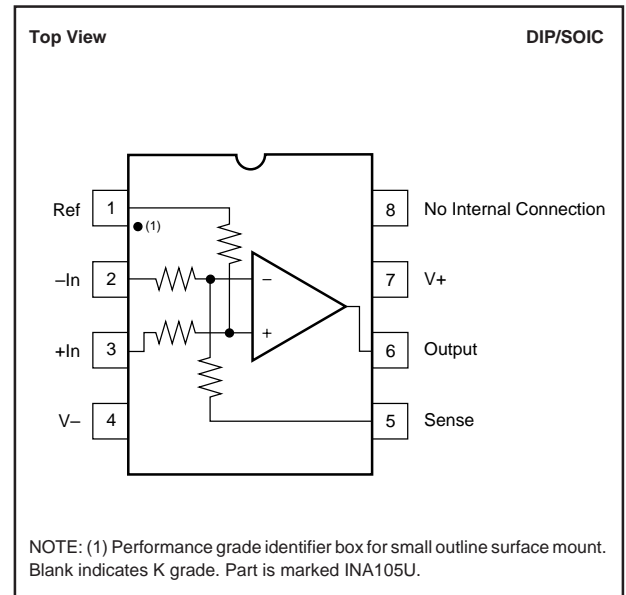 Top View DIP/SOIC
Ref 1 8 No Internal Connection
(1)
–In 2 – 7 V+
+In 3 + 6 Output
V– 4 5 Sense
NOTE: (1) Performance grade identifier box for small outline surface mount.
Blank indicates K grade. Part is marked INA105U.